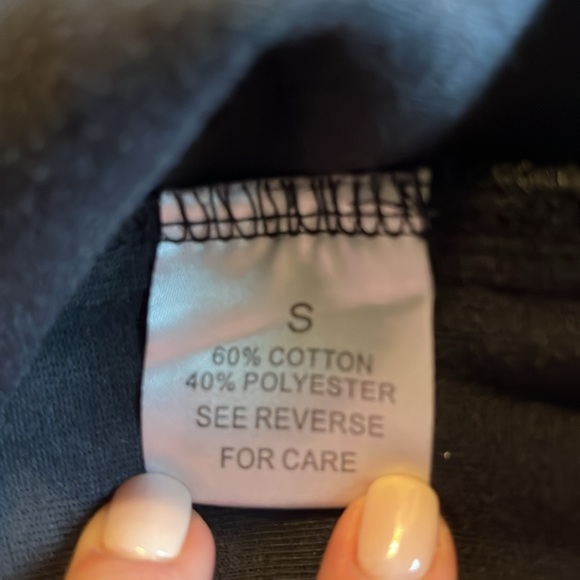 S
60% COTTON
40% POLYESTER
SEE REVERSE
FOR CARE